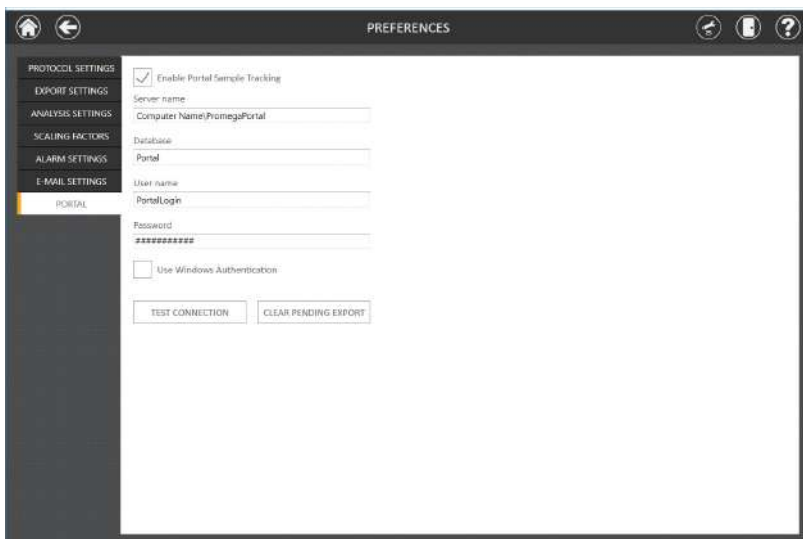 PREFERENCES
?
PROTOCOL SETTINGS
EXPORT SETTINGS
ANALYSIS SETTINGS
SCALING FACTORS
ALARM SETTINGS
E-MAIL SETTINGS
PORTAL
Enable Portal Sample Tracking
Server name
Computer Name\PromegaPortal
Database
Portal
User name
PortalLogin
Password
###########
Use Windows Authentication
TEST CONNECTION CLEAR PENDING EXPORT